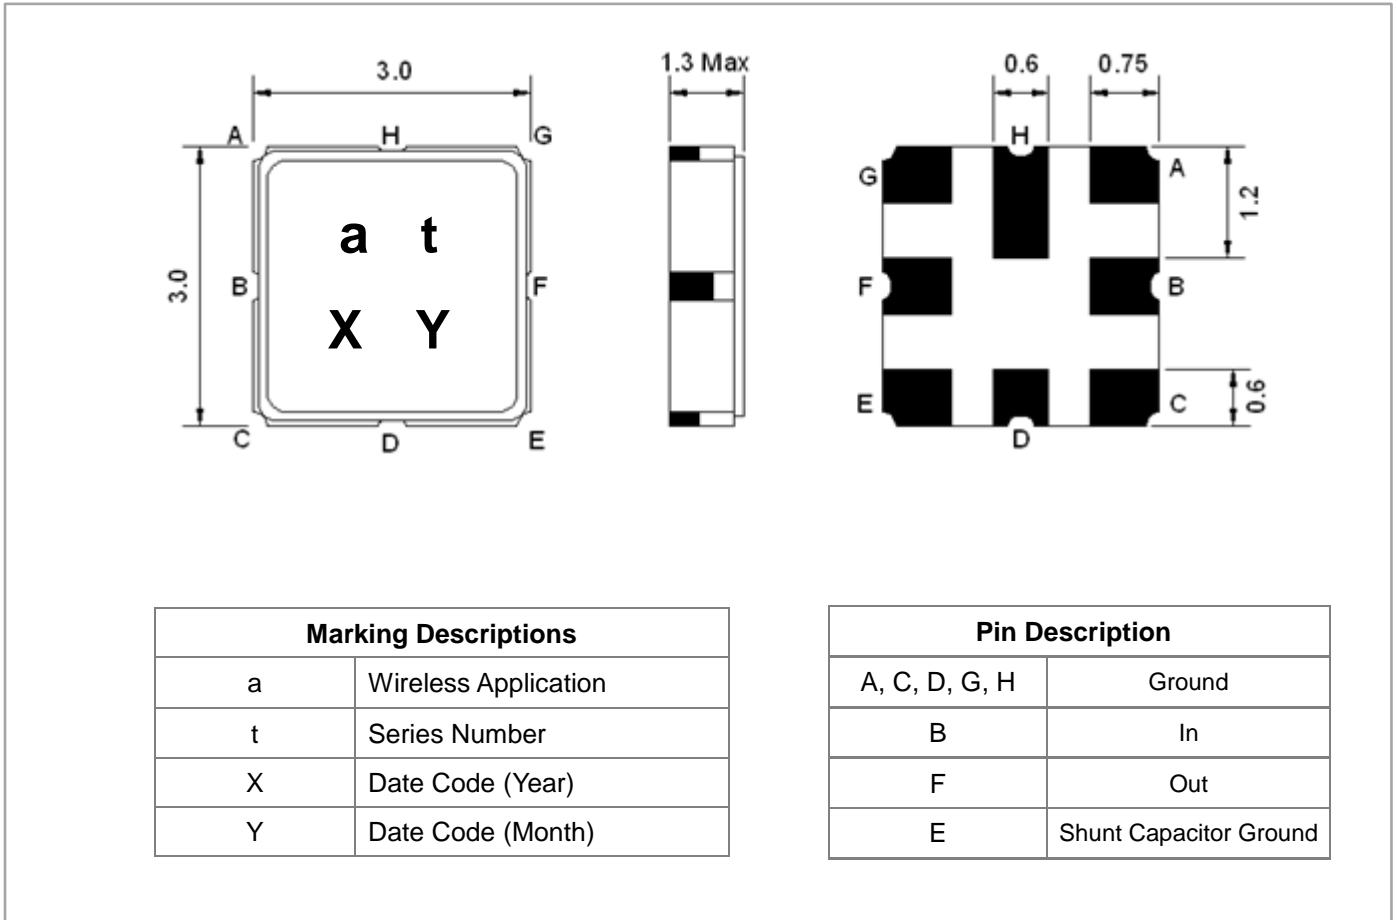 3.0
1.3 Max
0.6
0.75
A
H
G
H
G
A
a t
1.2
3.0
B
F
F
B
X Y
E
C
0.6
C
D
E
D
Marking Descriptions
a Wireless Application
t Series Number
X Date Code (Year)
Y Date Code (Month)
Pin Description
A, C, D, G, H Ground
B In
F Out
E Shunt Capacitor Ground